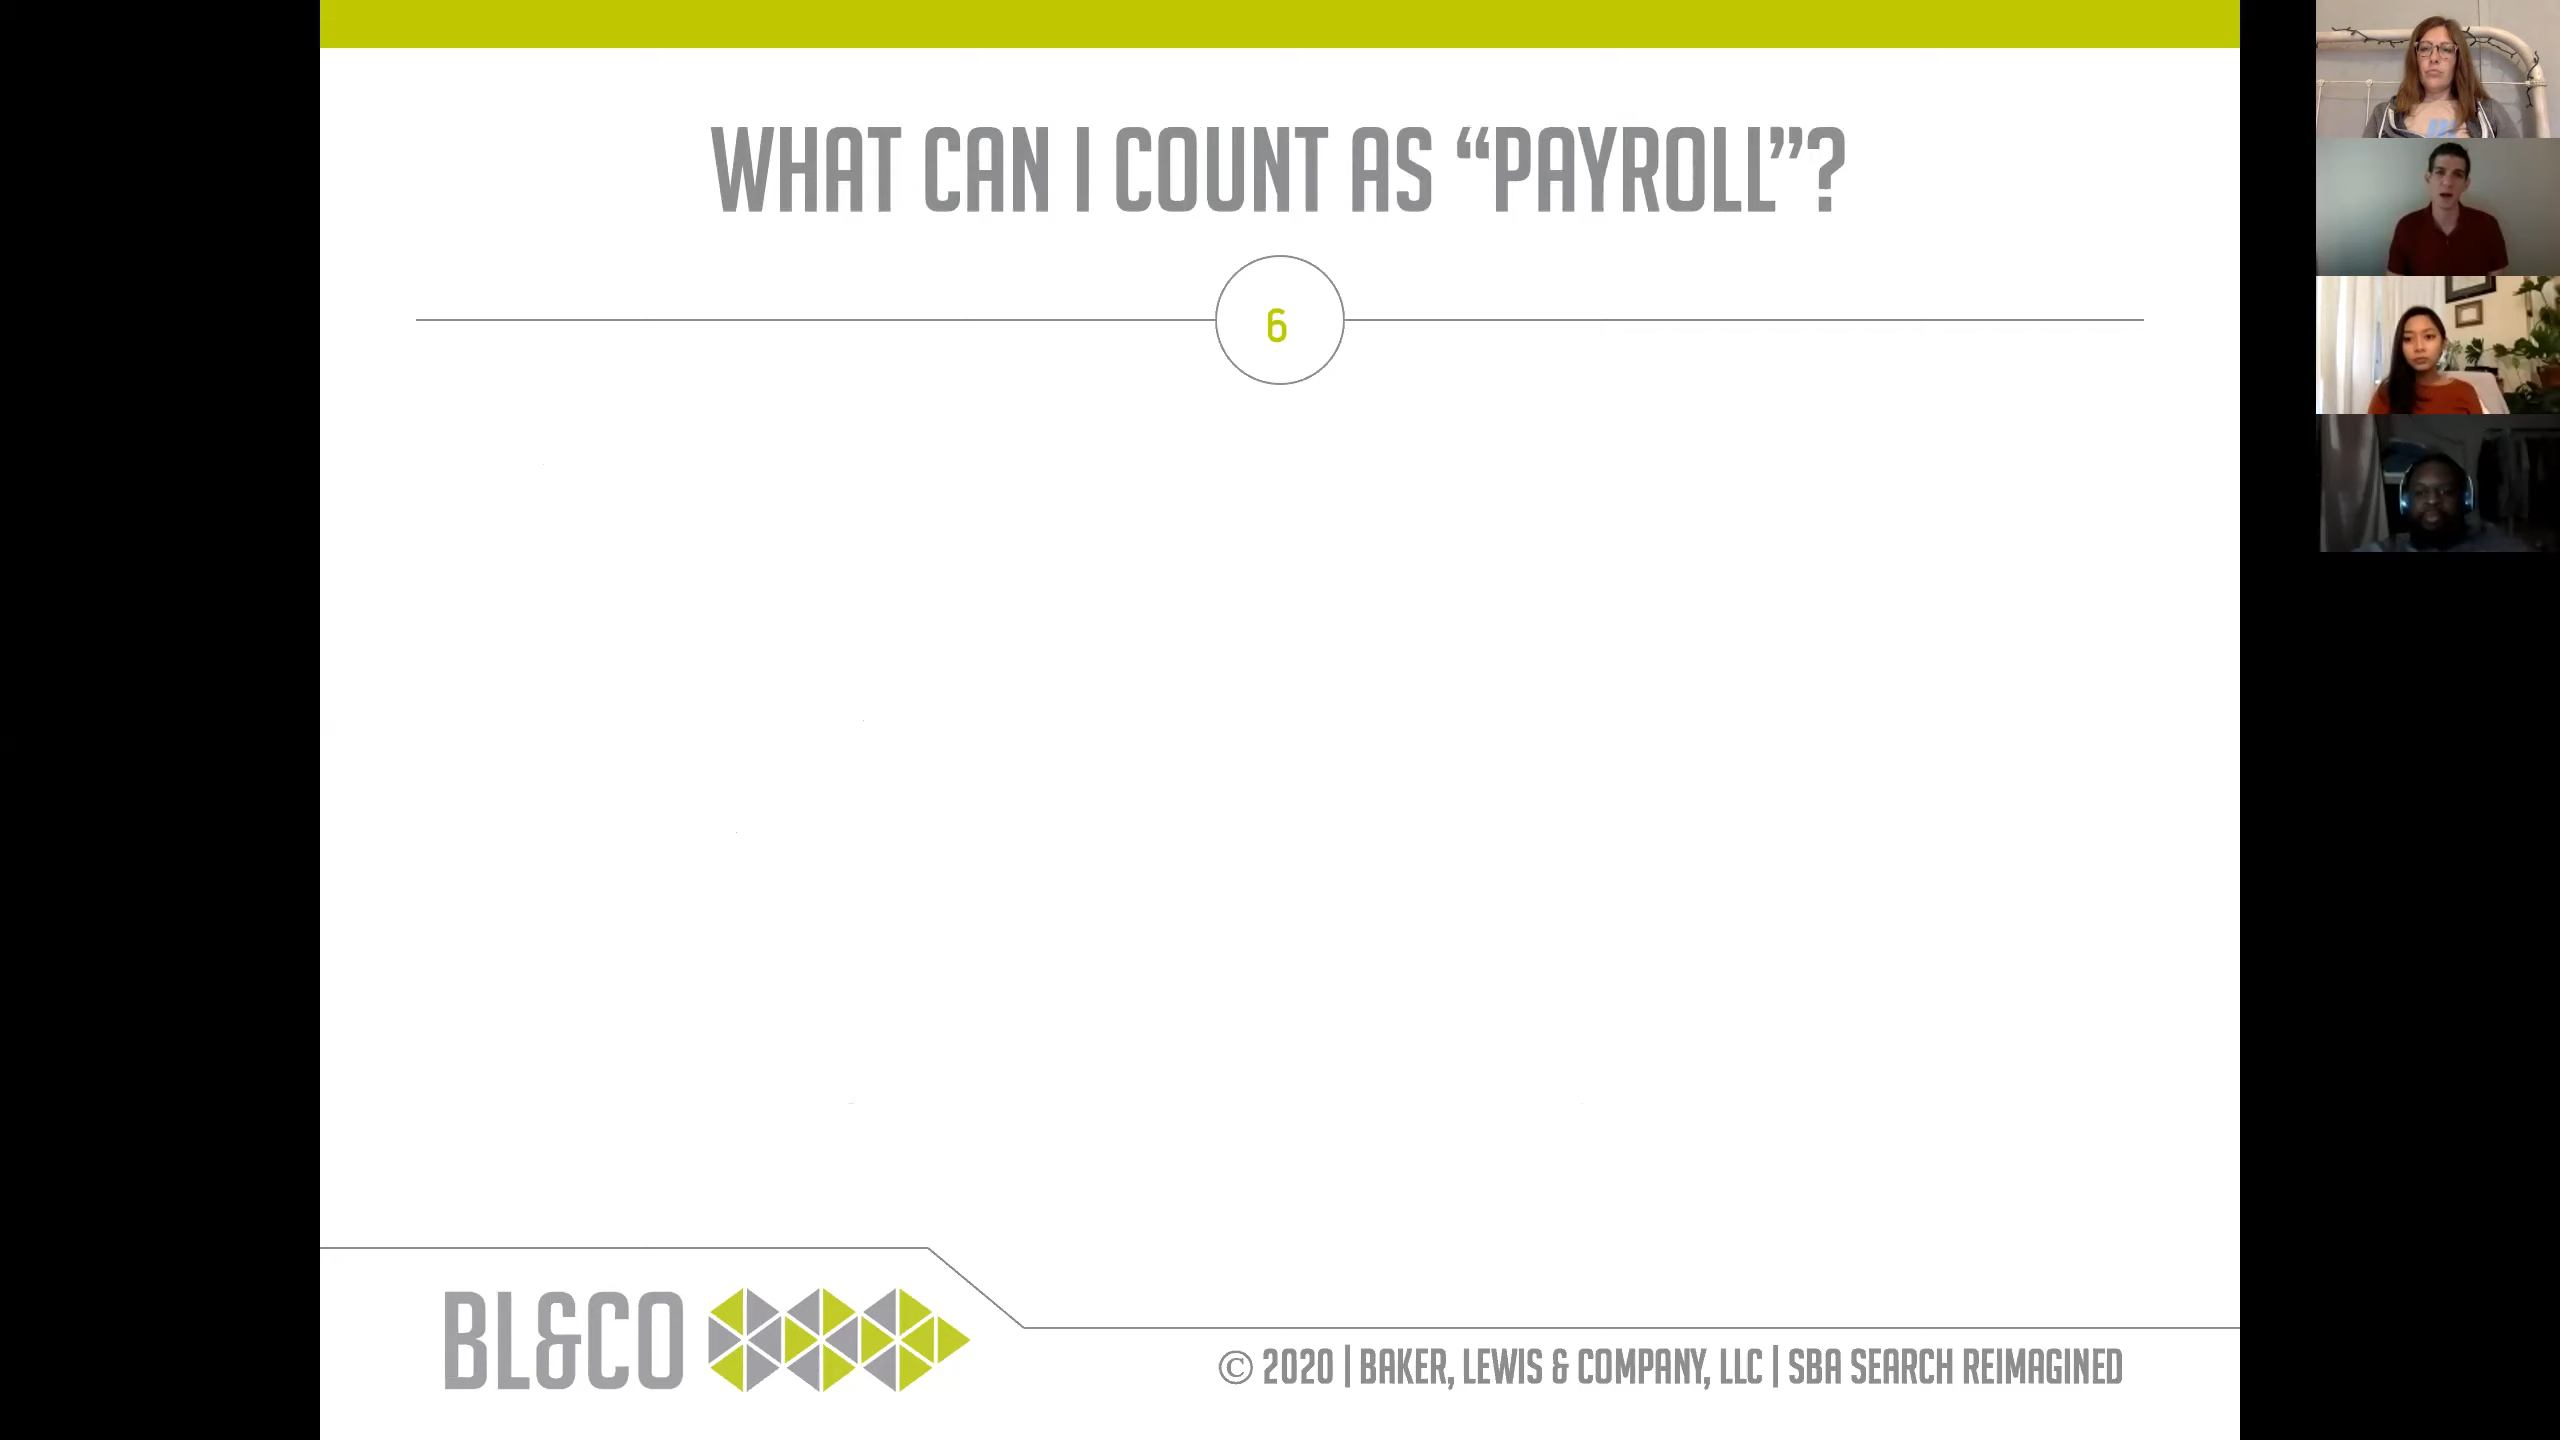 WHAT CAN I COUNT AS “PAYROLL”?
6
BL&CO
© 2020 | BAKER, LEWIS & COMPANY, LLC | SBA SEARCH REIMAGINED